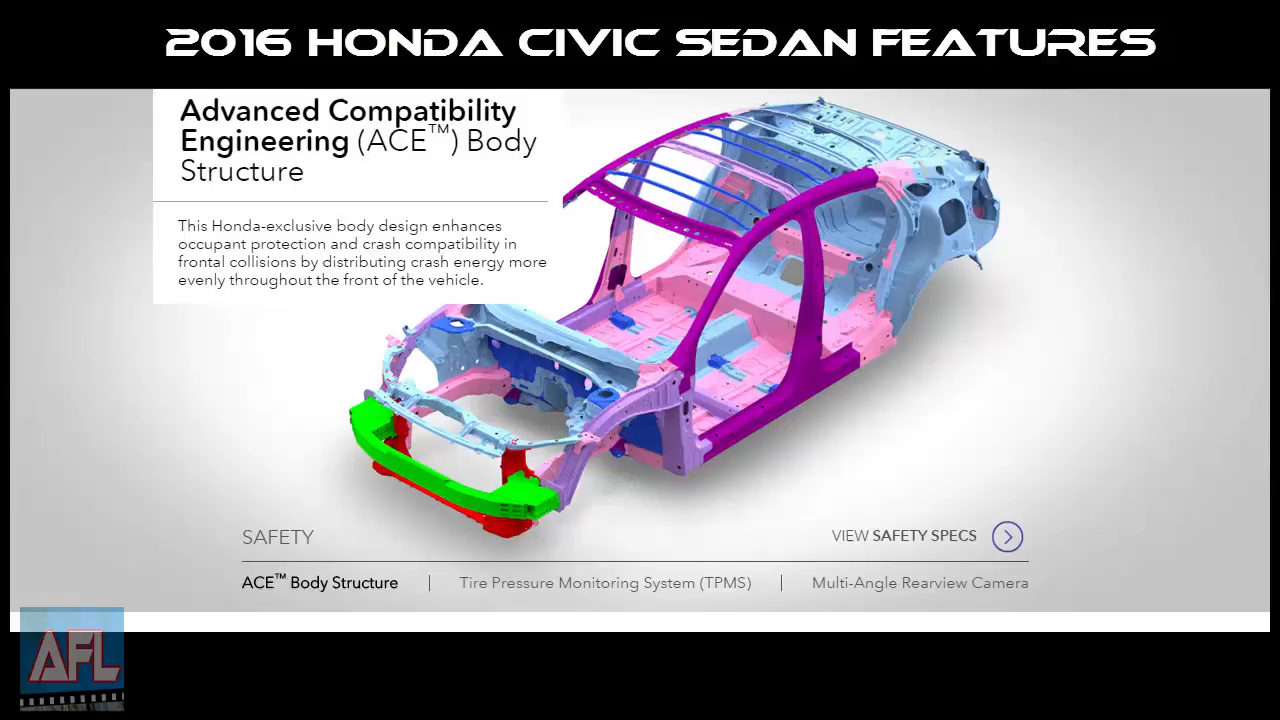 2016 HONDA CIVIC SEDAN FEATURES
Advanced Compatibility
Engineering (ACE™) Body
Structure
This Honda-exclusive body design enhances
occupant protection and crash compatibility in
frontal collisions by distributing crash energy more
evenly throughout the front of the vehicle.
SAFETY
VIEW SAFETY SPECS
ACE™ Body Structure | Tire Pressure Monitoring System (TPMS) | Multi-Angle Rearview Camera
AFL